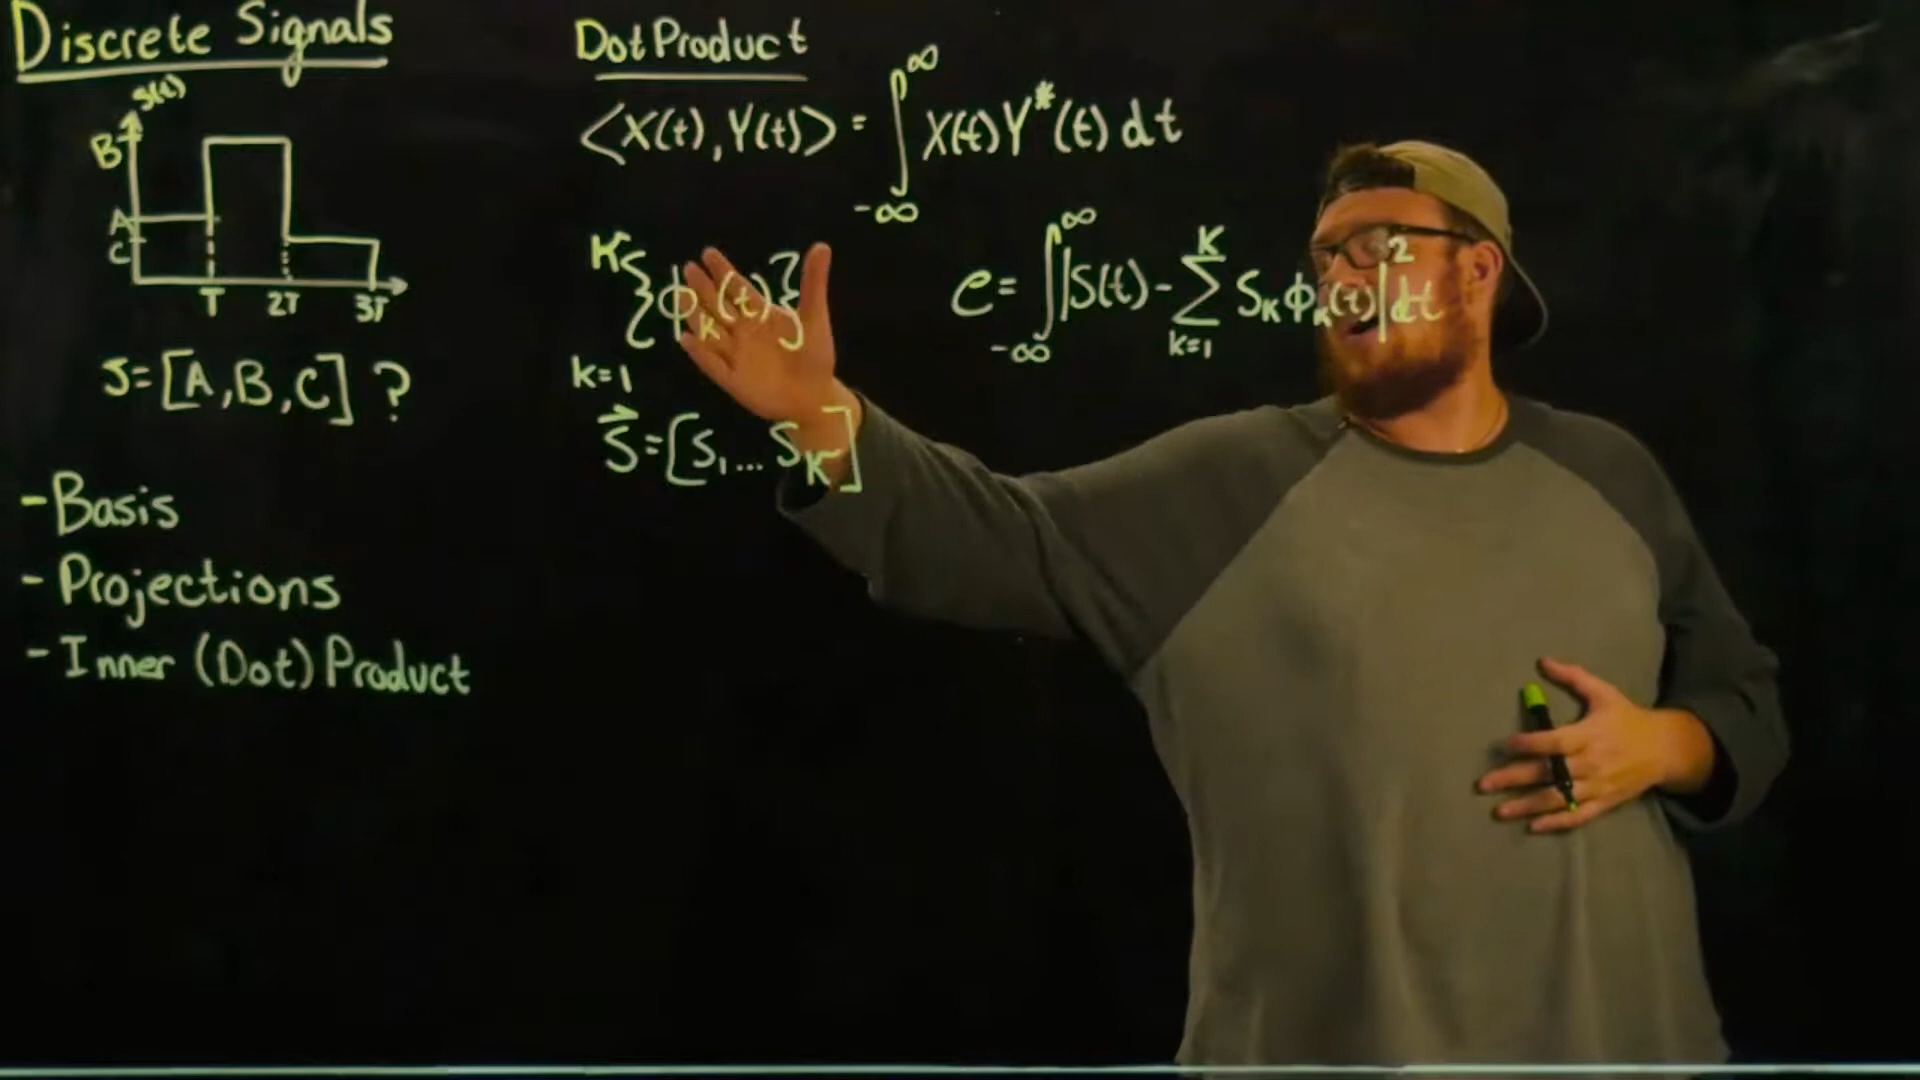 Discrete Signals
s(t)
B
A
C
T 2T 3T
S=[A,B,C] ?
-Basis
-Projections
-Inner (Dot) Product
Dot Product
<X(t),Y(t)> = ∫_{-∞}^{∞} X(t)Y*(t) dt
{ϕ_k(t)}_{k=1}^{K}
S⃗=[S_1...S_K]
e=∫_{-∞}^{∞}|S(t)-∑_{k=1}^{K} S_K ϕ_K(t)|^2 dt